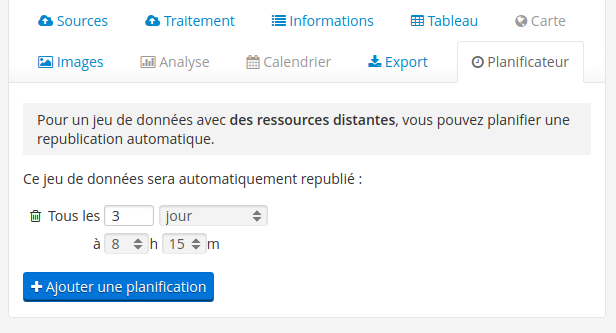 Sources Traitement Informations Tableau Carte
Images Analyse Calendrier Export Planificateur
Pour un jeu de données avec des ressources distantes, vous pouvez planifier une
republication automatique.
Ce jeu de données sera automatiquement republié :
Tous les 3 jour
à 8 h 15 m
Ajouter une planification